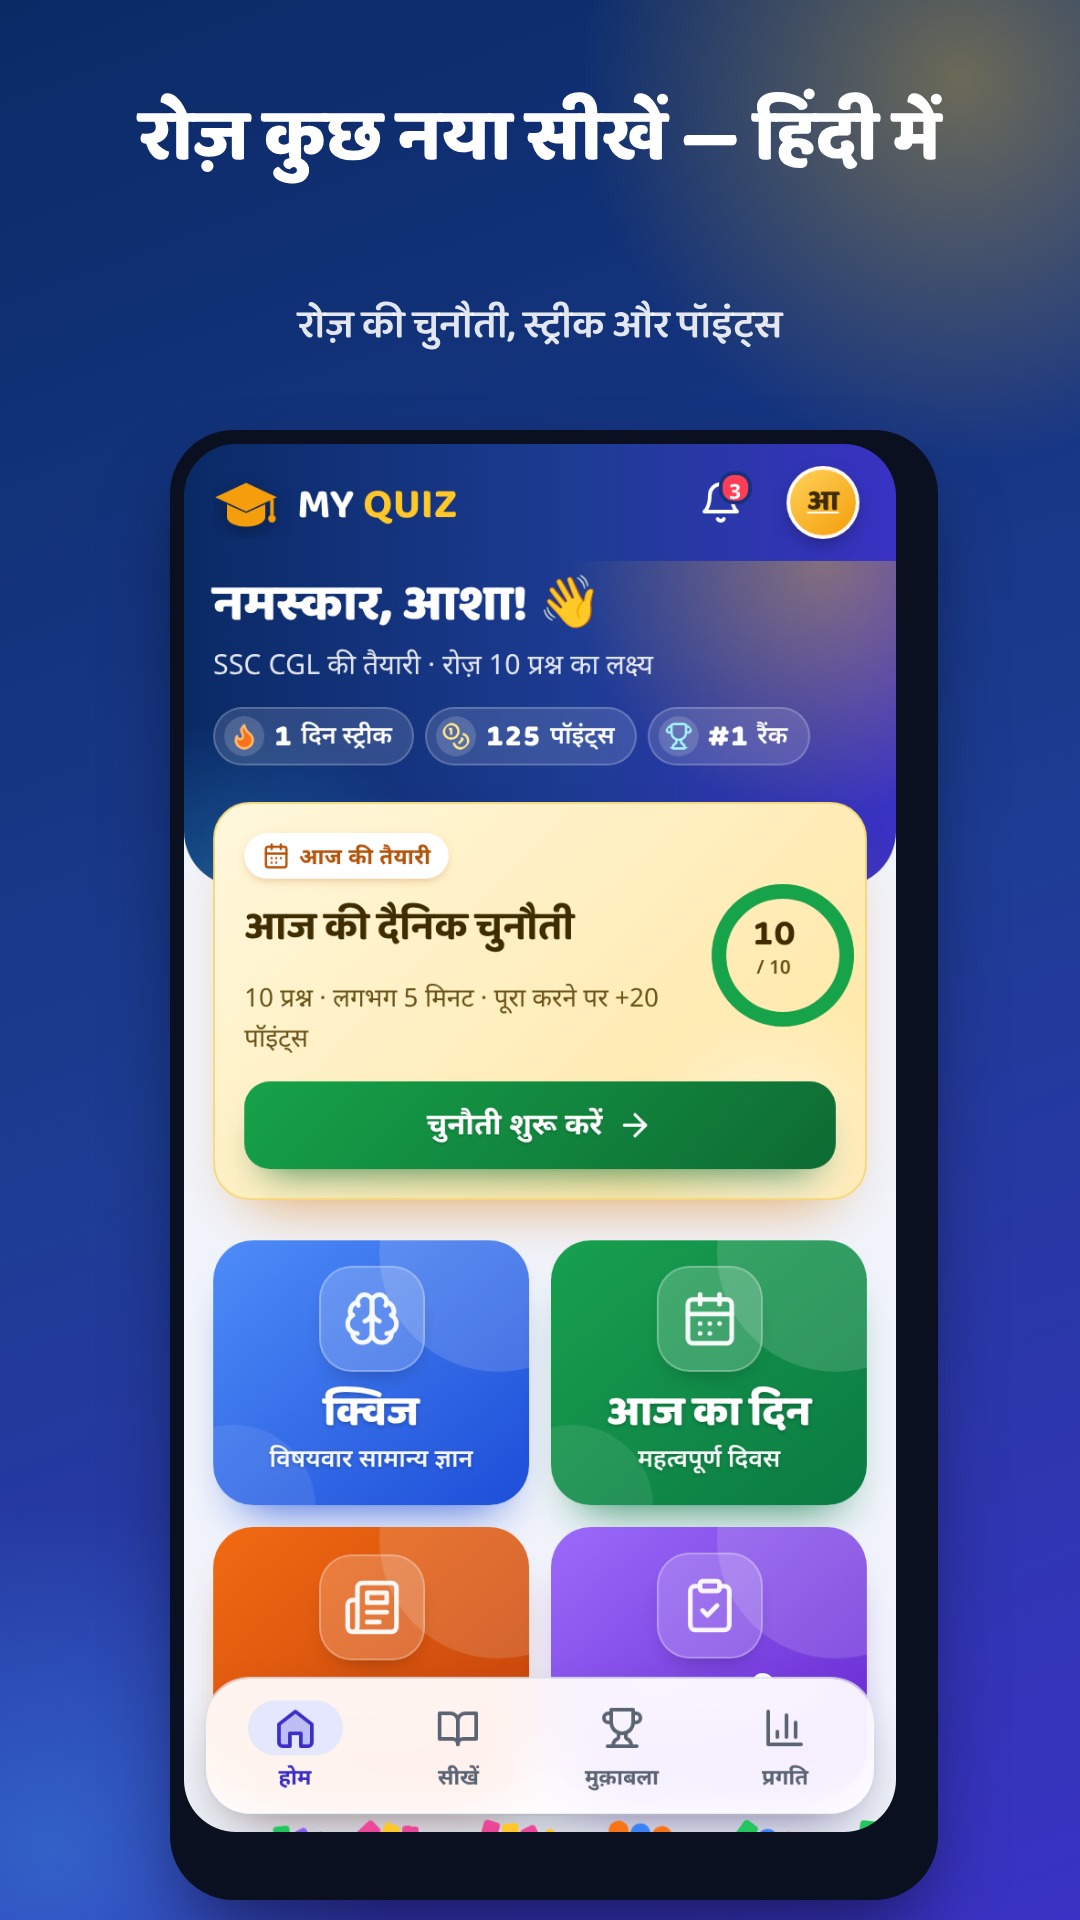 रोज़ कुछ नया सीखें — हिंदी में
रोज़ की चुनौती, स्ट्रीक और पॉइंट्स
MY QUIZ
3
आ
नमस्कार, आशा! 👋
SSC CGL की तैयारी · रोज़ 10 प्रश्न का लक्ष्य
1 दिन स्ट्रीक
125 पॉइंट्स
#1 रैंक
आज की तैयारी
आज की दैनिक चुनौती
10
/ 10
10 प्रश्न · लगभग 5 मिनट · पूरा करने पर +20
पॉइंट्स
चुनौती शुरू करें →
क्विज
विषयवार सामान्य ज्ञान
आज का दिन
महत्वपूर्ण दिवस
होम
सीखें
मुक़ाबला
प्रगति